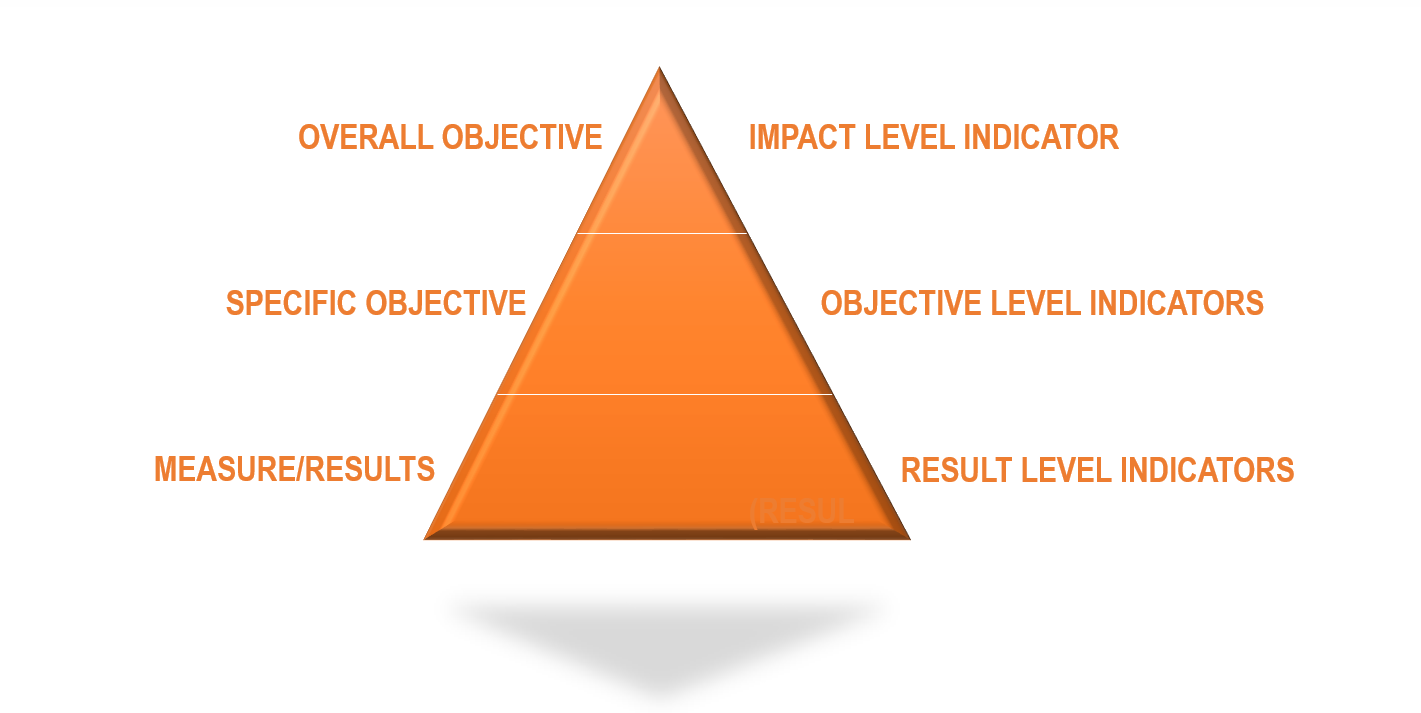 OVERALL OBJECTIVE
IMPACT LEVEL INDICATOR
SPECIFIC OBJECTIVE
OBJECTIVE LEVEL INDICATORS
MEASURE/RESULTS
RESULT LEVEL INDICATORS
(RESUL